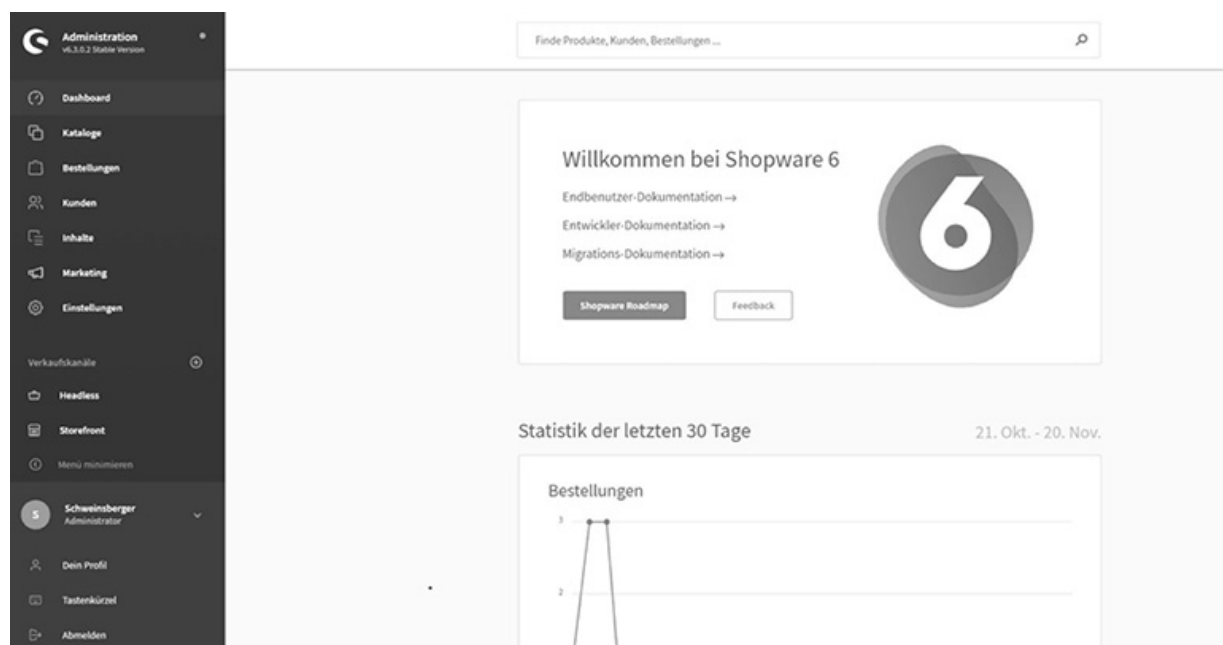 Administration
v6.3.0.2 Stable Version
Dashboard
Kataloge
Bestellungen
Kunden
Inhalte
Marketing
Einstellungen
Verkaufskanäle
Headless
Storefront
Menü minimieren
S
Schweinsberger
Administrator
Dein Profil
Tastenkürzel
Abmelden
Finde Produkte, Kunden, Bestellungen ...
Willkommen bei Shopware 6
Endbenutzer-Dokumentation →
Entwickler-Dokumentation →
Migrations-Dokumentation →
Shopware Roadmap
Feedback
6
Statistik der letzten 30 Tage
21. Okt. - 20. Nov.
Bestellungen
3
2